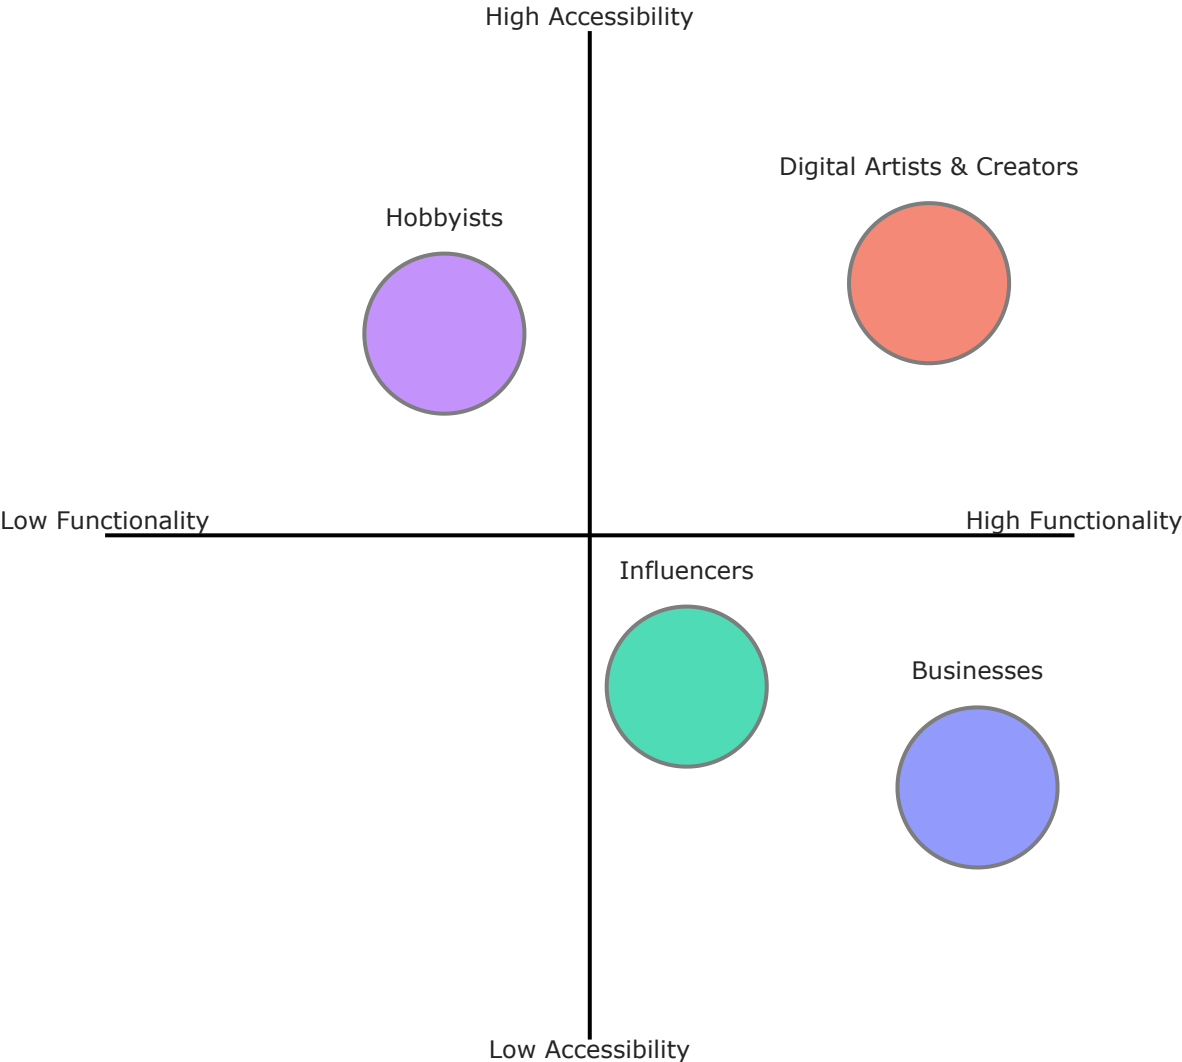 High Accessibility
Digital Artists & Creators
Hobbyists
Low Functionality
High Functionality
Influencers
Businesses
Low Accessibility